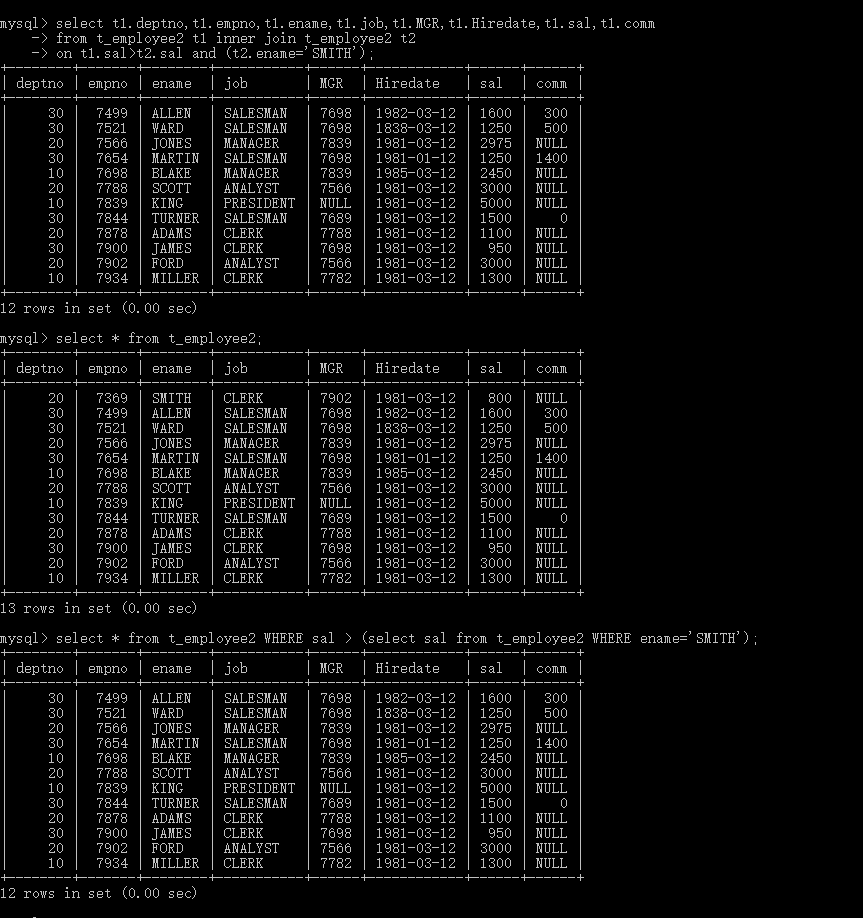 mysql> select t1.deptno,t1.empno,t1.ename,t1.job,t1.MGR,t1.Hiredate,t1.sal,t1.comm
    -> from t_employee2 t1 inner join t_employee2 t2
    -> on t1.sal>t2.sal and (t2.ename='SMITH');
+--------+-------+--------+-----------+------+------------+------+------+
| deptno | empno | ename  | job       | MGR  | Hiredate   | sal  | comm |
+--------+-------+--------+-----------+------+------------+------+------+
|     30 |  7499 | ALLEN  | SALESMAN  | 7698 | 1982-03-12 | 1600 |  300 |
|     30 |  7521 | WARD   | SALESMAN  | 7698 | 1838-03-12 | 1250 |  500 |
|     20 |  7566 | JONES  | MANAGER   | 7839 | 1981-03-12 | 2975 | NULL |
|     30 |  7654 | MARTIN | SALESMAN  | 7698 | 1981-01-12 | 1250 | 1400 |
|     10 |  7698 | BLAKE  | MANAGER   | 7839 | 1985-03-12 | 2450 | NULL |
|     20 |  7788 | SCOTT  | ANALYST   | 7566 | 1981-03-12 | 3000 | NULL |
|     10 |  7839 | KING   | PRESIDENT | NULL | 1981-03-12 | 5000 | NULL |
|     30 |  7844 | TURNER | SALESMAN  | 7689 | 1981-03-12 | 1500 |    0 |
|     20 |  7878 | ADAMS  | CLERK     | 7788 | 1981-03-12 | 1100 | NULL |
|     30 |  7900 | JAMES  | CLERK     | 7698 | 1981-03-12 |  950 | NULL |
|     20 |  7902 | FORD   | ANALYST   | 7566 | 1981-03-12 | 3000 | NULL |
|     10 |  7934 | MILLER | CLERK     | 7782 | 1981-03-12 | 1300 | NULL |
+--------+-------+--------+-----------+------+------------+------+------+
12 rows in set (0.00 sec)
mysql> select * from t_employee2;
+--------+-------+--------+-----------+------+------------+------+------+
| deptno | empno | ename  | job       | MGR  | Hiredate   | sal  | comm |
+--------+-------+--------+-----------+------+------------+------+------+
|     20 |  7369 | SMITH  | CLERK     | 7902 | 1981-03-12 |  800 | NULL |
|     30 |  7499 | ALLEN  | SALESMAN  | 7698 | 1982-03-12 | 1600 |  300 |
|     30 |  7521 | WARD   | SALESMAN  | 7698 | 1838-03-12 | 1250 |  500 |
|     20 |  7566 | JONES  | MANAGER   | 7839 | 1981-03-12 | 2975 | NULL |
|     30 |  7654 | MARTIN | SALESMAN  | 7698 | 1981-01-12 | 1250 | 1400 |
|     10 |  7698 | BLAKE  | MANAGER   | 7839 | 1985-03-12 | 2450 | NULL |
|     20 |  7788 | SCOTT  | ANALYST   | 7566 | 1981-03-12 | 3000 | NULL |
|     10 |  7839 | KING   | PRESIDENT | NULL | 1981-03-12 | 5000 | NULL |
|     30 |  7844 | TURNER | SALESMAN  | 7689 | 1981-03-12 | 1500 |    0 |
|     20 |  7878 | ADAMS  | CLERK     | 7788 | 1981-03-12 | 1100 | NULL |
|     30 |  7900 | JAMES  | CLERK     | 7698 | 1981-03-12 |  950 | NULL |
|     20 |  7902 | FORD   | ANALYST   | 7566 | 1981-03-12 | 3000 | NULL |
|     10 |  7934 | MILLER | CLERK     | 7782 | 1981-03-12 | 1300 | NULL |
+--------+-------+--------+-----------+------+------------+------+------+
13 rows in set (0.00 sec)
mysql> select * from t_employee2 WHERE sal > (select sal from t_employee2 WHERE ename='SMITH');
+--------+-------+--------+-----------+------+------------+------+------+
| deptno | empno | ename  | job       | MGR  | Hiredate   | sal  | comm |
+--------+-------+--------+-----------+------+------------+------+------+
|     30 |  7499 | ALLEN  | SALESMAN  | 7698 | 1982-03-12 | 1600 |  300 |
|     30 |  7521 | WARD   | SALESMAN  | 7698 | 1838-03-12 | 1250 |  500 |
|     20 |  7566 | JONES  | MANAGER   | 7839 | 1981-03-12 | 2975 | NULL |
|     30 |  7654 | MARTIN | SALESMAN  | 7698 | 1981-01-12 | 1250 | 1400 |
|     10 |  7698 | BLAKE  | MANAGER   | 7839 | 1985-03-12 | 2450 | NULL |
|     20 |  7788 | SCOTT  | ANALYST   | 7566 | 1981-03-12 | 3000 | NULL |
|     10 |  7839 | KING   | PRESIDENT | NULL | 1981-03-12 | 5000 | NULL |
|     30 |  7844 | TURNER | SALESMAN  | 7689 | 1981-03-12 | 1500 |    0 |
|     20 |  7878 | ADAMS  | CLERK     | 7788 | 1981-03-12 | 1100 | NULL |
|     30 |  7900 | JAMES  | CLERK     | 7698 | 1981-03-12 |  950 | NULL |
|     20 |  7902 | FORD   | ANALYST   | 7566 | 1981-03-12 | 3000 | NULL |
|     10 |  7934 | MILLER | CLERK     | 7782 | 1981-03-12 | 1300 | NULL |
+--------+-------+--------+-----------+------+------------+------+------+
12 rows in set (0.00 sec)